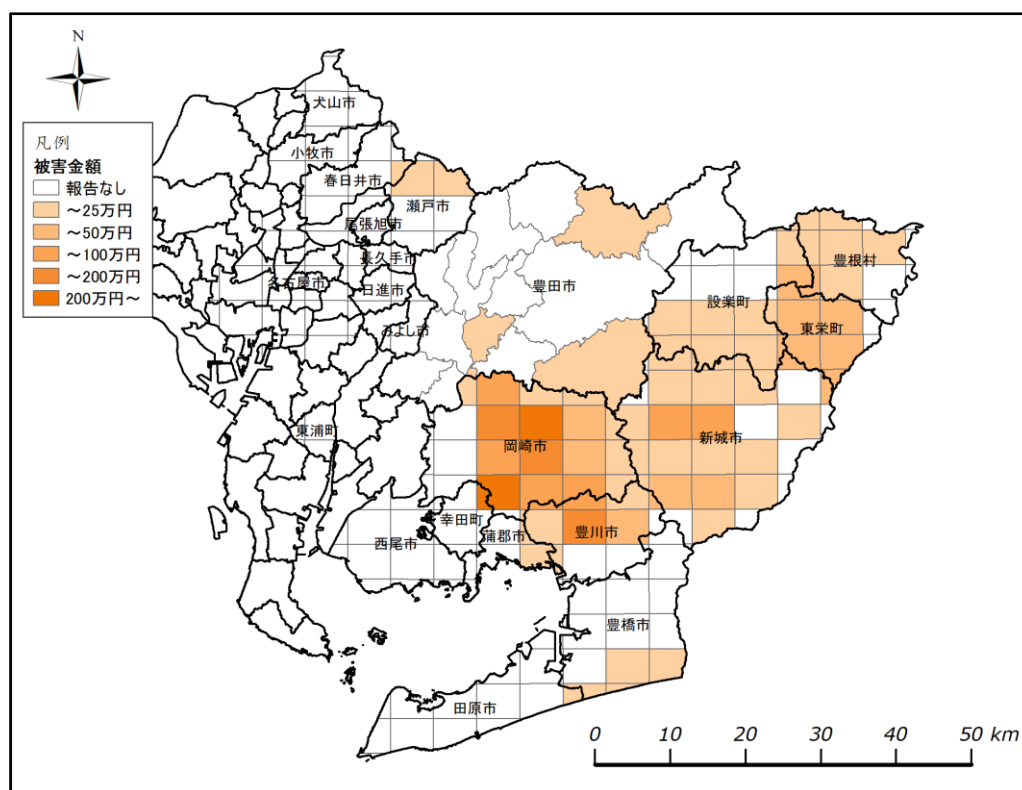 N
凡例
被害金額
報告なし
～25万円
～50万円
～100万円
～200万円
200万円～
犬山市
小牧市
春日井市
瀬戸市
尾張旭市
長久手市
名古屋市
日進市
みよし市
豊田市
設楽町
豊根村
東栄町
東浦町
岡崎市
新城市
幸田町
蒲郡市
豊川市
西尾市
豊橋市
田原市
0 10 20 30 40 50 km